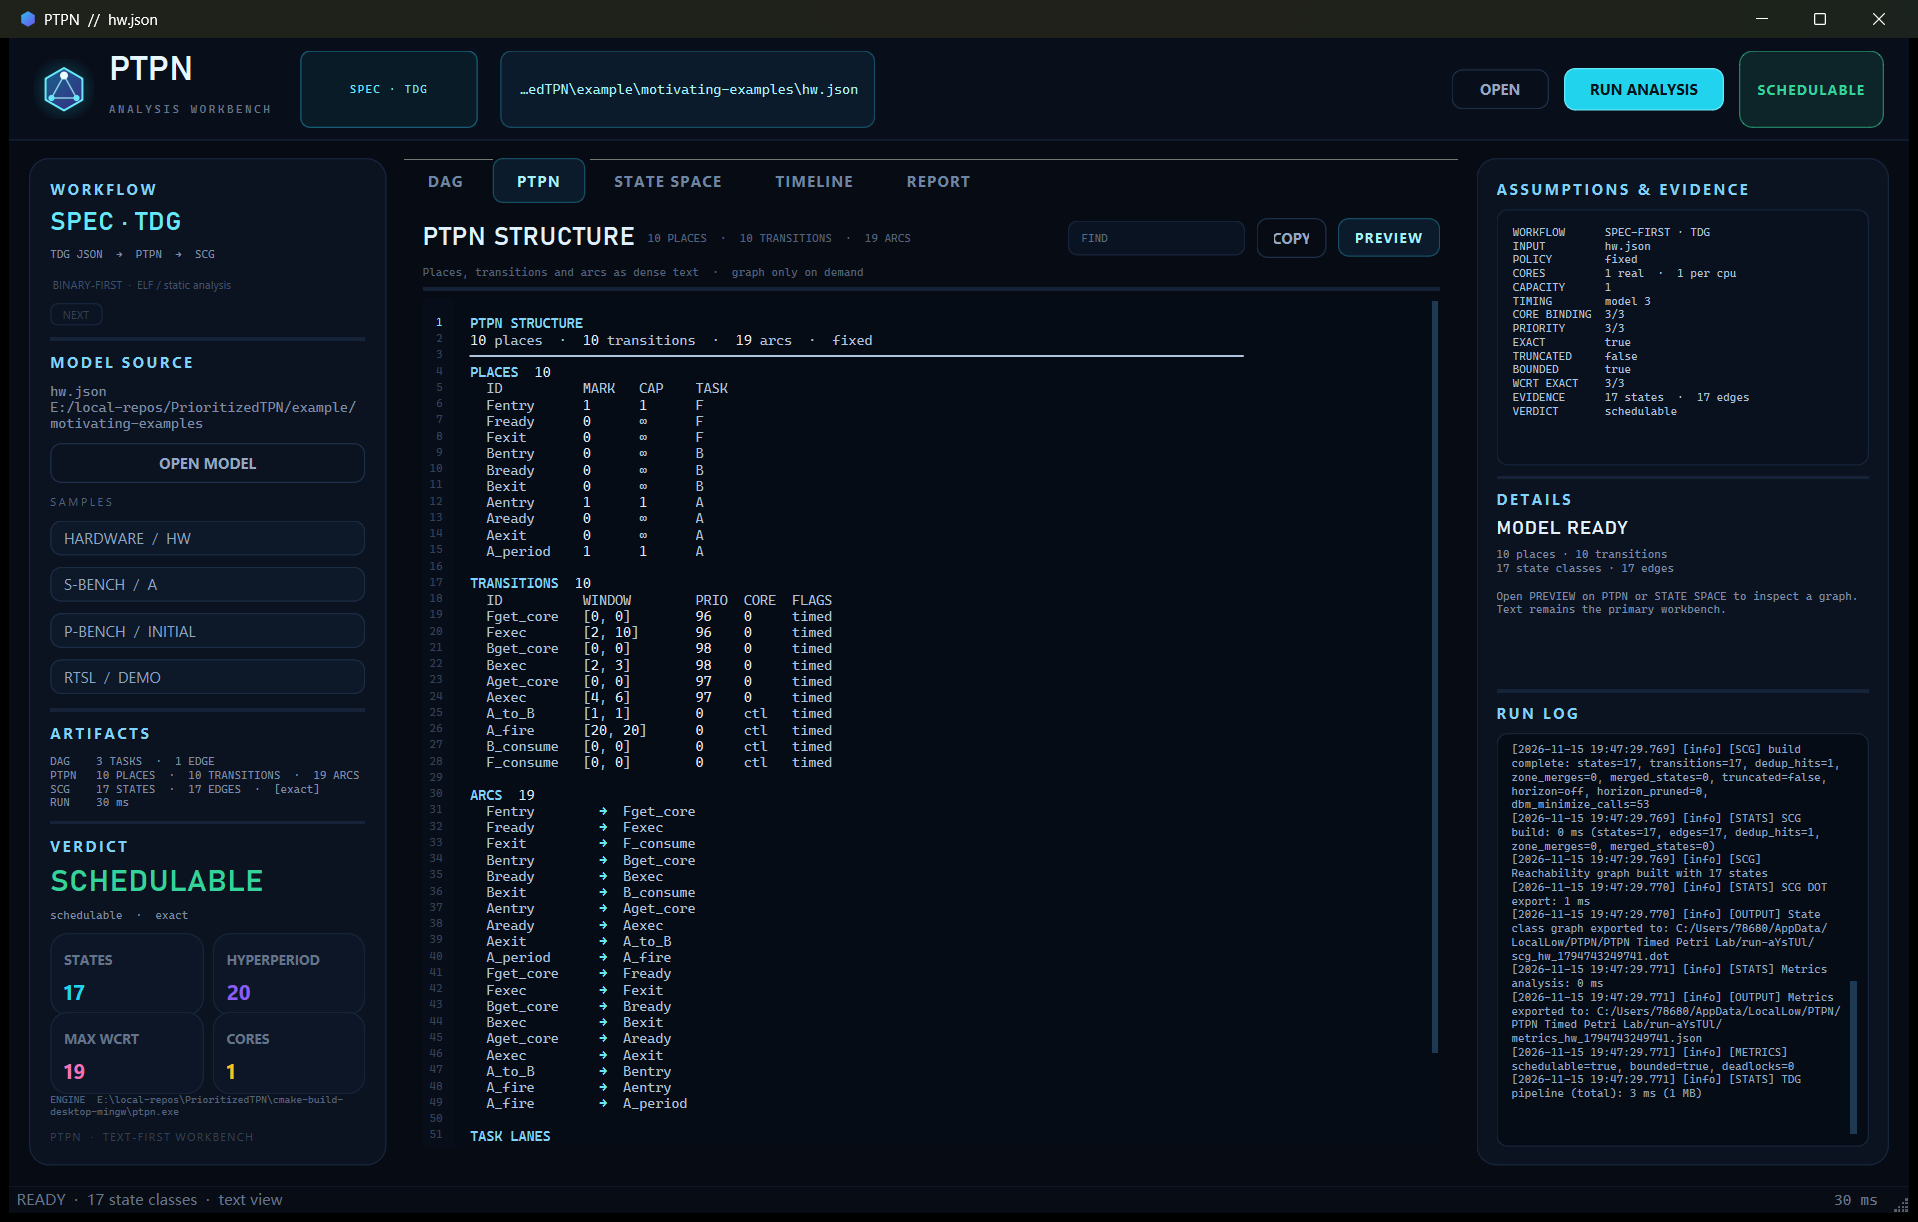 PTPN // hw.json
PTPN
ANALYSIS WORKBENCH
SPEC · TDG
…edTPN\example\motivating-examples\hw.json
OPEN
RUN ANALYSIS
SCHEDULABLE
WORKFLOW
SPEC · TDG
TDG JSON → PTPN → SCG
BINARY-FIRST · ELF / static analysis
NEXT
MODEL SOURCE
hw.json
E:/local-repos/PrioritizedTPN/example/
motivating-examples
OPEN MODEL
SAMPLES
HARDWARE / HW
S-BENCH / A
P-BENCH / INITIAL
RTSL / DEMO
ARTIFACTS
DAG 3 TASKS · 1 EDGE
PTPN 10 PLACES · 10 TRANSITIONS · 19 ARCS
SCG 17 STATES · 17 EDGES · [exact]
RUN 30 ms
VERDICT
SCHEDULABLE
schedulable · exact
STATES
17
HYPERPERIOD
20
MAX WCRT
19
CORES
1
ENGINE E:\local-repos\PrioritizedTPN\cmake-build-
desktop-mingw\ptpn.exe
PTPN · TEXT-FIRST WORKBENCH
DAG
PTPN
STATE SPACE
TIMELINE
REPORT
PTPN STRUCTURE 10 PLACES · 10 TRANSITIONS · 19 ARCS
FIND
COPY
PREVIEW
Places, transitions and arcs as dense text · graph only on demand
1 PTPN STRUCTURE
2 10 places · 10 transitions · 19 arcs · fixed
3
4 PLACES 10
5 ID MARK CAP TASK
6 Fentry 1 1 F
7 Fready 0 ∞ F
8 Fexit 0 ∞ F
9 Bentry 0 ∞ B
10 Bready 0 ∞ B
11 Bexit 0 ∞ B
12 Aentry 1 1 A
13 Aready 0 ∞ A
14 Aexit 0 ∞ A
15 A_period 1 1 A
16
17 TRANSITIONS 10
18 ID WINDOW PRIO CORE FLAGS
19 Fget_core [0, 0] 96 0 timed
20 Fexec [2, 10] 96 0 timed
21 Bget_core [0, 0] 98 0 timed
22 Bexec [2, 3] 98 0 timed
23 Aget_core [0, 0] 97 0 timed
24 Aexec [4, 6] 97 0 timed
25 A_to_B [1, 1] 0 ctl timed
26 A_fire [20, 20] 0 ctl timed
27 B_consume [0, 0] 0 ctl timed
28 F_consume [0, 0] 0 ctl timed
29
30 ARCS 19
31 Fentry → Fget_core
32 Fready → Fexec
33 Fexit → F_consume
34 Bentry → Bget_core
35 Bready → Bexec
36 Bexit → B_consume
37 Aentry → Aget_core
38 Aready → Aexec
39 Aexit → A_to_B
40 A_period → A_fire
41 Fget_core → Fready
42 Fexec → Fexit
43 Bget_core → Bready
44 Bexec → Bexit
45 Aget_core → Aready
46 Aexec → Aexit
47 A_to_B → Bentry
48 A_fire → Aentry
49 A_fire → A_period
50
51 TASK LANES
ASSUMPTIONS & EVIDENCE
WORKFLOW SPEC-FIRST · TDG
INPUT hw.json
POLICY fixed
CORES 1 real · 1 per cpu
CAPACITY 1
TIMING model 3
CORE BINDING 3/3
PRIORITY 3/3
EXACT true
TRUNCATED false
BOUNDED true
WCRT EXACT 3/3
EVIDENCE 17 states · 17 edges
VERDICT schedulable
DETAILS
MODEL READY
10 places · 10 transitions
17 state classes · 17 edges
Open PREVIEW on PTPN or STATE SPACE to inspect a graph.
Text remains the primary workbench.
RUN LOG
[2026-11-15 19:47:29.769] [info] [SCG] build
complete: states=17, transitions=17, dedup_hits=1,
zone_merges=0, merged_states=0, truncated=false,
horizon=off, horizon_pruned=0,
dbm_minimize_calls=53
[2026-11-15 19:47:29.769] [info] [STATS] SCG
build: 0 ms (states=17, edges=17, dedup_hits=1,
zone_merges=0, merged_states=0)
[2026-11-15 19:47:29.769] [info] [SCG]
Reachability graph built with 17 states
[2026-11-15 19:47:29.770] [info] [STATS] SCG DOT
export: 1 ms
[2026-11-15 19:47:29.770] [info] [OUTPUT] State
class graph exported to: C:/Users/78680/AppData/
LocalLow/PTPN/PTPN Timed Petri Lab/run-aYsTUl/
scg_hw_1794743249741.dot
[2026-11-15 19:47:29.771] [info] [STATS] Metrics
analysis: 0 ms
[2026-11-15 19:47:29.771] [info] [OUTPUT] Metrics
exported to: C:/Users/78680/AppData/LocalLow/PTPN/
PTPN Timed Petri Lab/run-aYsTUl/
metrics_hw_1794743249741.json
[2026-11-15 19:47:29.771] [info] [METRICS]
schedulable=true, bounded=true, deadlocks=0
[2026-11-15 19:47:29.771] [info] [STATS] TDG
pipeline (total): 3 ms (1 MB)
READY · 17 state classes · text view
30 ms